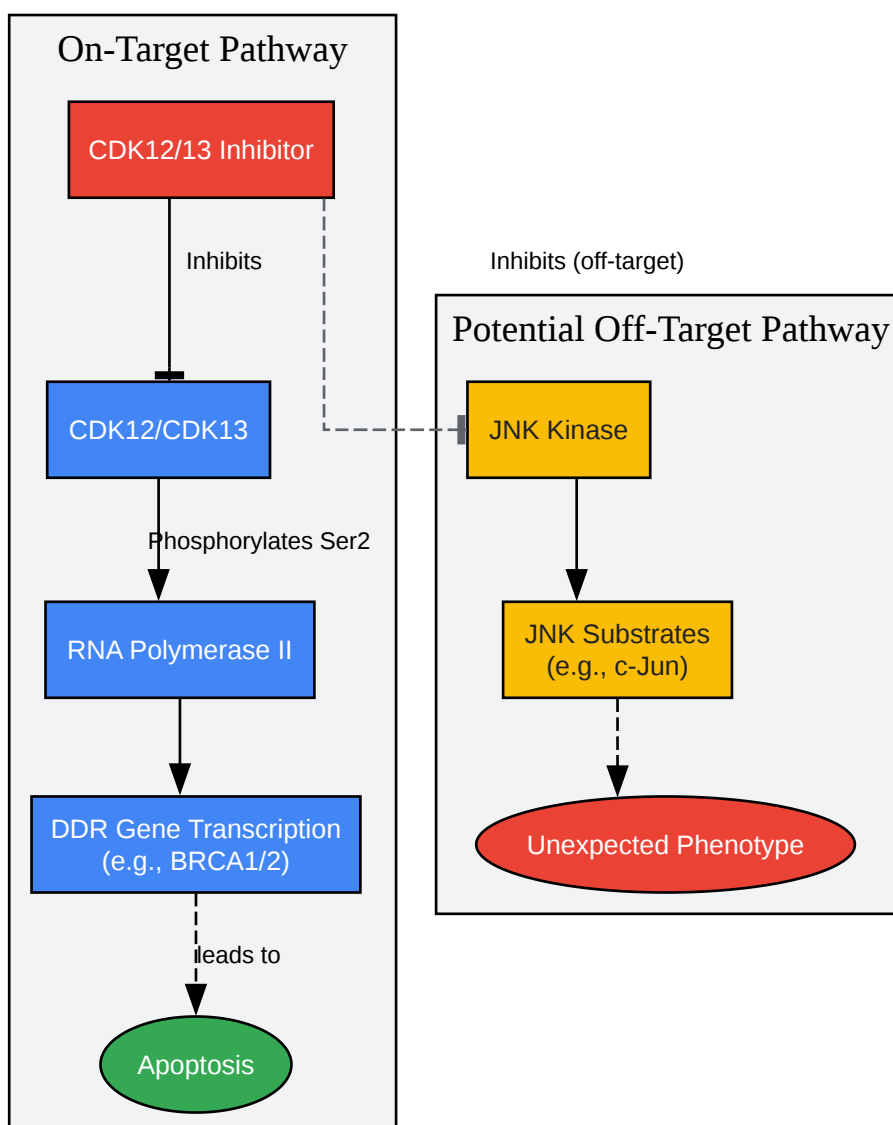 On-Target Pathway
CDK12/13 Inhibitor
Inhibits
CDK12/CDK13
Phosphorylates Ser2
RNA Polymerase II
DDR Gene Transcription
(e.g., BRCA1/2)
leads to
Apoptosis
Inhibits (off-target)
Potential Off-Target Pathway
JNK Kinase
JNK Substrates
(e.g., c-Jun)
Unexpected Phenotype